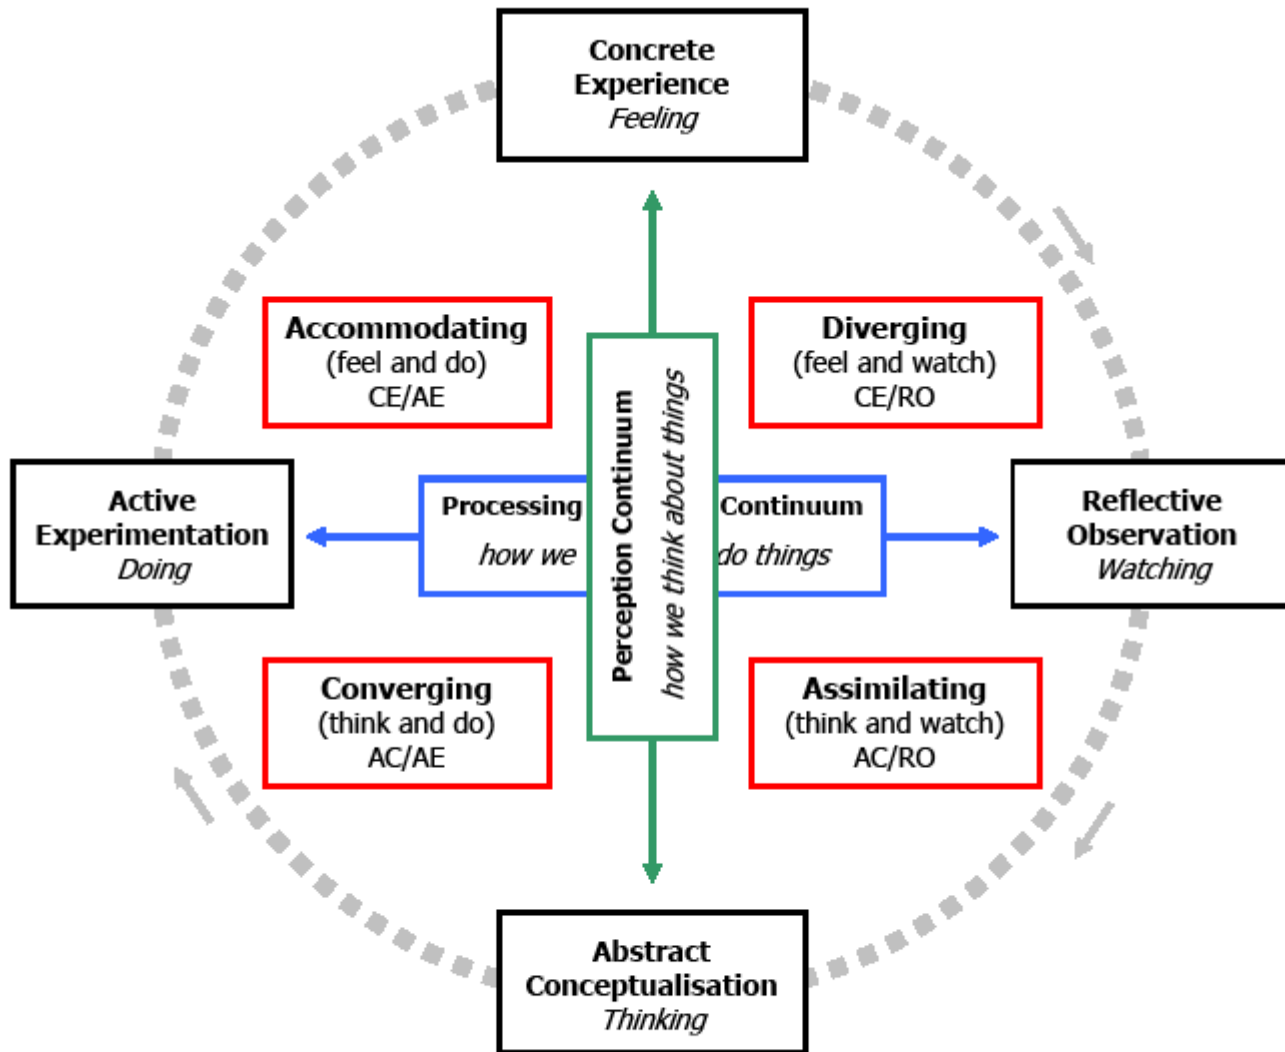 Concrete
Experience
Feeling
Accommodating
(feel and do)
CE/AE
Diverging
(feel and watch)
CE/RO
Active
Experimentation
Doing
Processing Continuum
how we do things
Perception Continuum
how we think about things
Reflective
Observation
Watching
Converging
(think and do)
AC/AE
Assimilating
(think and watch)
AC/RO
Abstract
Conceptualisation
Thinking